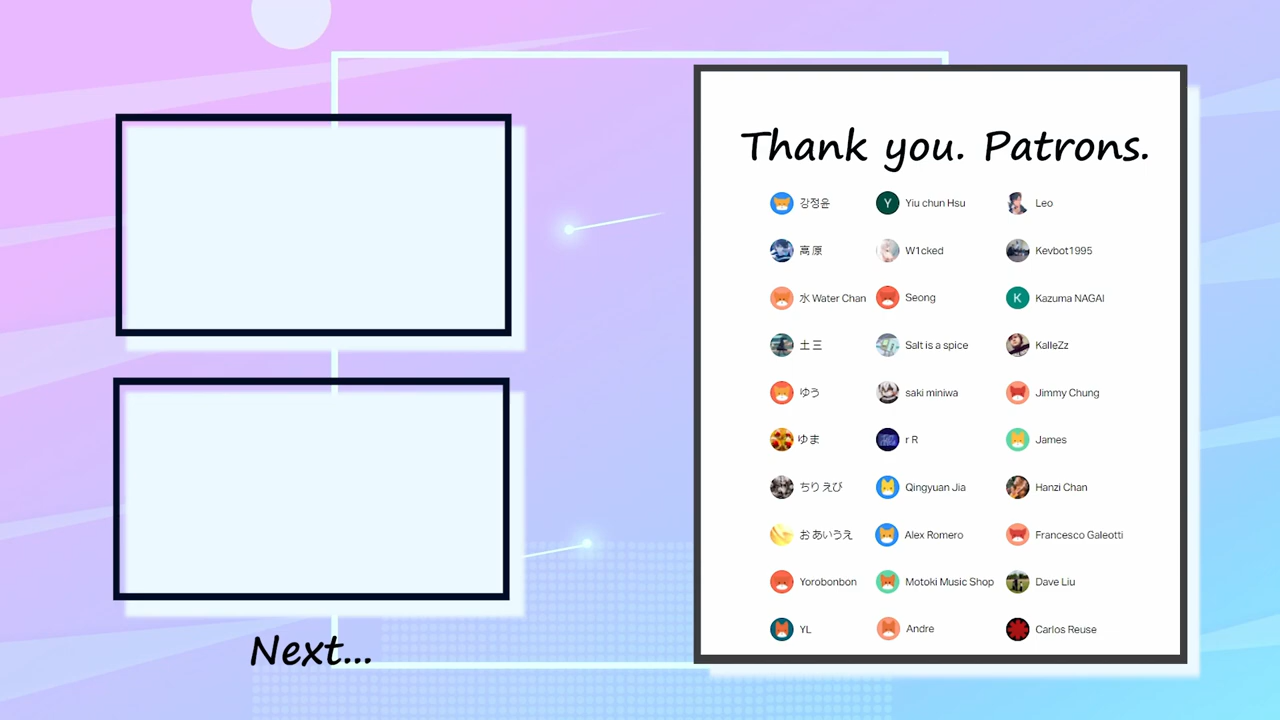 Thank you. Patrons.
강정윤 Y Yiu chun Hsu Leo
高原 W1cked Kevbot1995
水 Water Chan Seong K Kazuma NAGAI
土三 Salt is a spice KalleZz
ゆう saki miniwa Jimmy Chung
ゆま r R James
ちりえび Qingyuan Jia Hanzi Chan
おあいうえ Alex Romero Francesco Galeotti
Yorobonbon Motoki Music Shop Dave Liu
YL Andre Carlos Reuse
Next...